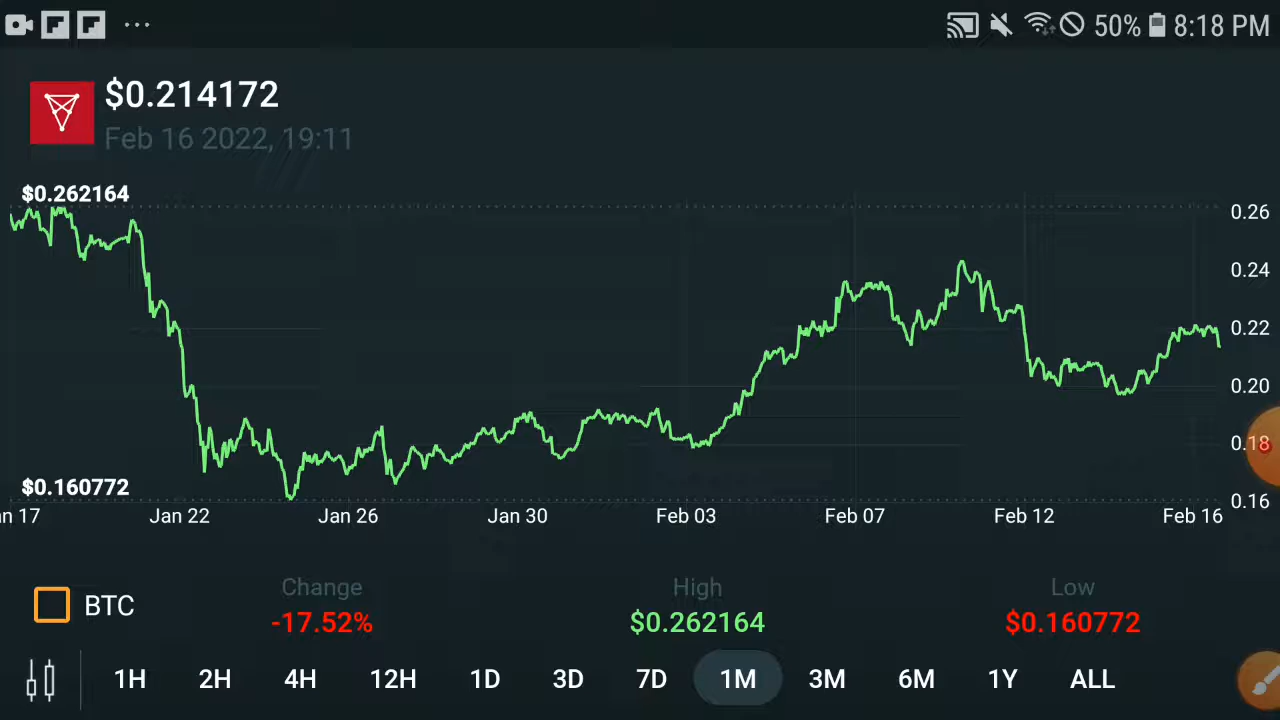 ... 50% 8:18 PM
$0.214172
Feb 16 2022, 19:11
$0.262164
0.26
0.24
0.22
0.20
0.18
$0.160772
0.16
n 17 Jan 22 Jan 26 Jan 30 Feb 03 Feb 07 Feb 12 Feb 16
BTC
Change High Low
-17.52% $0.262164 $0.160772
1H 2H 4H 12H 1D 3D 7D 1M 3M 6M 1Y ALL